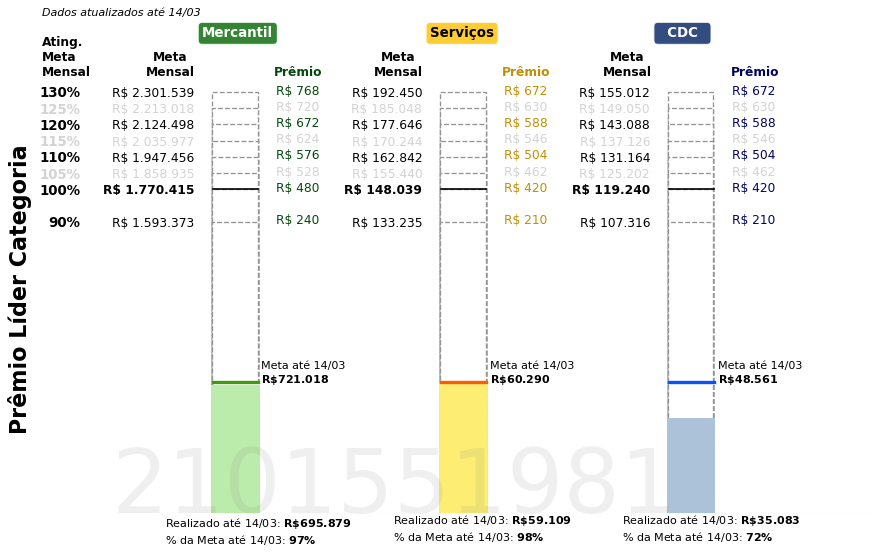 Dados atualizados até 14/03
Mercantil Serviços CDC
Ating.
Meta Meta Meta Meta
Mensal Mensal Prêmio Mensal Prêmio Mensal Prêmio
130% R$ 2.301.539 R$ 768 R$ 192.450 R$ 672 R$ 155.012 R$ 672
125% R$ 2.213.018 R$ 720 R$ 185.048 R$ 630 R$ 149.050 R$ 630
120% R$ 2.124.498 R$ 672 R$ 177.646 R$ 588 R$ 143.088 R$ 588
115% R$ 2.035.977 R$ 624 R$ 170.244 R$ 546 R$ 137.126 R$ 546
110% R$ 1.947.456 R$ 576 R$ 162.842 R$ 504 R$ 131.164 R$ 504
105% R$ 1.858.935 R$ 528 R$ 155.440 R$ 462 R$ 125.202 R$ 462
100% R$ 1.770.415 R$ 480 R$ 148.039 R$ 420 R$ 119.240 R$ 420
90% R$ 1.593.373 R$ 240 R$ 133.235 R$ 210 R$ 107.316 R$ 210
Prêmio Líder Categoria
Meta até 14/03 Meta até 14/03 Meta até 14/03
R$721.018 R$60.290 R$48.561
2101551981
Realizado até 14/03: R$695.879 Realizado até 14/03: R$59.109 Realizado até 14/03: R$35.083
% da Meta até 14/03: 97% % da Meta até 14/03: 98% % da Meta até 14/03: 72%